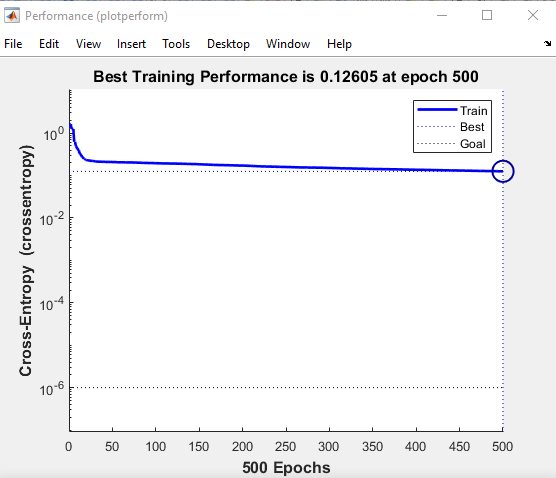 Performance (plotperform)
File Edit View Insert Tools Desktop Window Help
Best Training Performance is 0.12605 at epoch 500
Train
Best
Goal
10^0
10^-2
10^-4
10^-6
Cross-Entropy (crossentropy)
0 50 100 150 200 250 300 350 400 450 500
500 Epochs